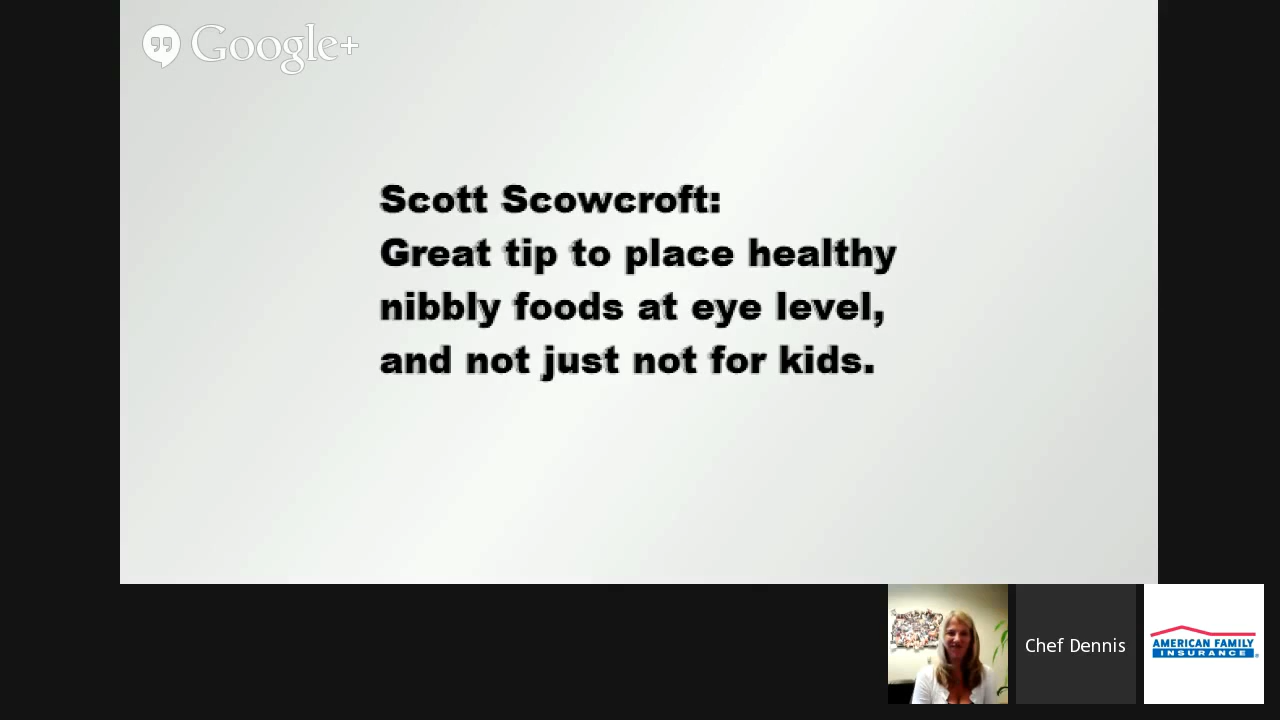 Google+
Scott Scowcroft:
Great tip to place healthy
nibbly foods at eye level,
and not just not for kids.
Chef Dennis
AMERICAN FAMILY
INSURANCE